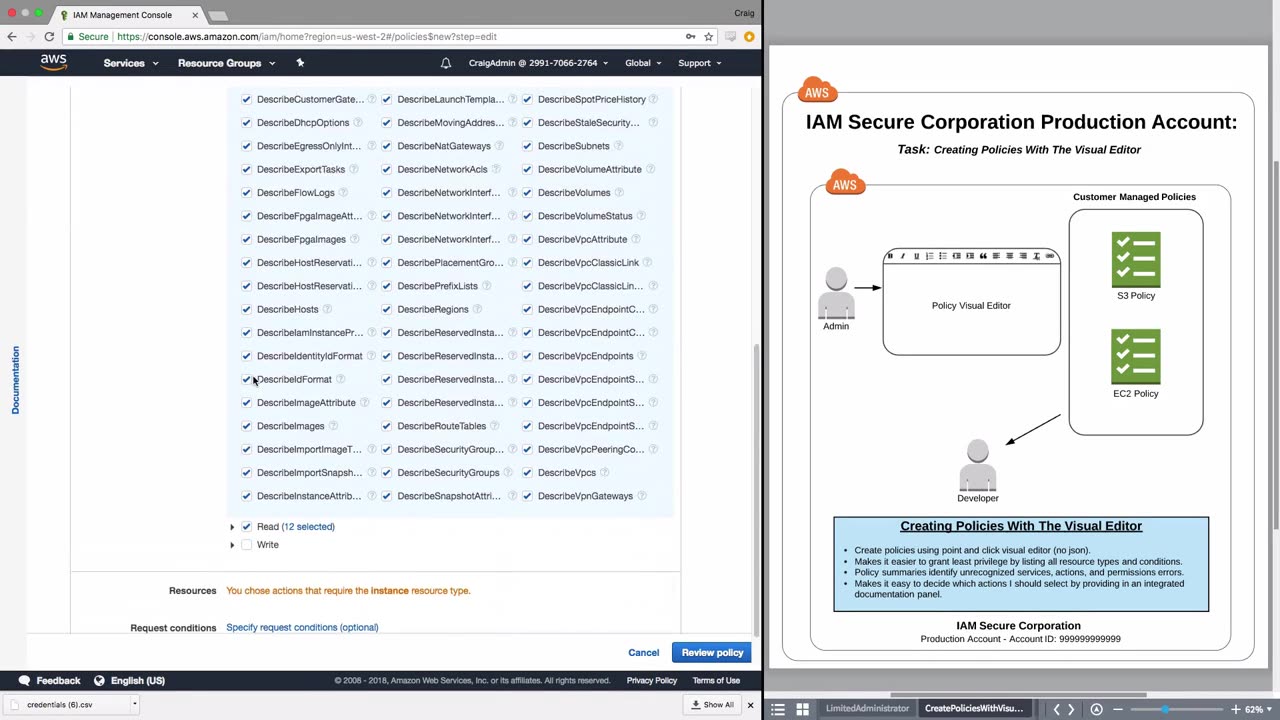 IAM Management Console
Craig
Secure https://console.aws.amazon.com/iam/home?region=us-west-2#/policies$new?step=edit
aws Services Resource Groups CraigAdmin @ 2991-7066-2764 Global Support
DescribeCustomerGate... DescribeLaunchTempla... DescribeSpotPriceHistory
DescribeDhcpOptions DescribeMovingAddres... DescribeStaleSecurity...
DescribeEgressOnlyInt... DescribeNatGateways DescribeSubnets
DescribeExportTasks DescribeNetworkAcls DescribeVolumeAttribute
DescribeFlowLogs DescribeNetworkInterf... DescribeVolumes
DescribeFpgaImageAtt... DescribeNetworkInterf... DescribeVolumeStatus
DescribeFpgaImages DescribeNetworkInterf... DescribeVpcAttribute
DescribeHostReservati... DescribePlacementGro... DescribeVpcClassicLink
DescribeHostReservati... DescribePrefixLists DescribeVpcClassicLin...
DescribeHosts DescribeRegions DescribeVpcEndpointC...
DescribeIamInstancePr... DescribeReservedInsta... DescribeVpcEndpointC...
DescribeIdentityIdFormat DescribeReservedInsta... DescribeVpcEndpoints
DescribeIdFormat DescribeReservedInsta... DescribeVpcEndpointS...
DescribeImageAttribute DescribeReservedInsta... DescribeVpcEndpointS...
DescribeImages DescribeRouteTables DescribeVpcEndpointS...
DescribeImportImageT... DescribeSecurityGroup... DescribeVpcPeeringCo...
DescribeImportSnapsh... DescribeSecurityGroups DescribeVpcs
DescribeInstanceAttrib... DescribeSnapshotAttri... DescribeVpnGateways
Read (12 selected)
Write
Resources You chose actions that require the instance resource type.
Request conditions Specify request conditions (optional)
Documentation
Cancel Review policy
Feedback English (US) © 2008 - 2018, Amazon Web Services, Inc. or its affiliates. All rights reserved. Privacy Policy Terms of Use
credentials (6).csv Show All
AWS
IAM Secure Corporation Production Account:
Task: Creating Policies With The Visual Editor
AWS
Customer Managed Policies
Policy Visual Editor
S3 Policy
Admin
EC2 Policy
Developer
Creating Policies With The Visual Editor
• Create policies using point and click visual editor (no json).
• Makes it easier to grant least privilege by listing all resource types and conditions.
• Policy summaries identify unrecognized services, actions, and permissions errors.
• Makes it easy to decide which actions I should select by providing in an integrated
documentation panel.
IAM Secure Corporation
Production Account - Account ID: 999999999999
LimitedAdministrator CreatePoliciesWithVisu... 62%